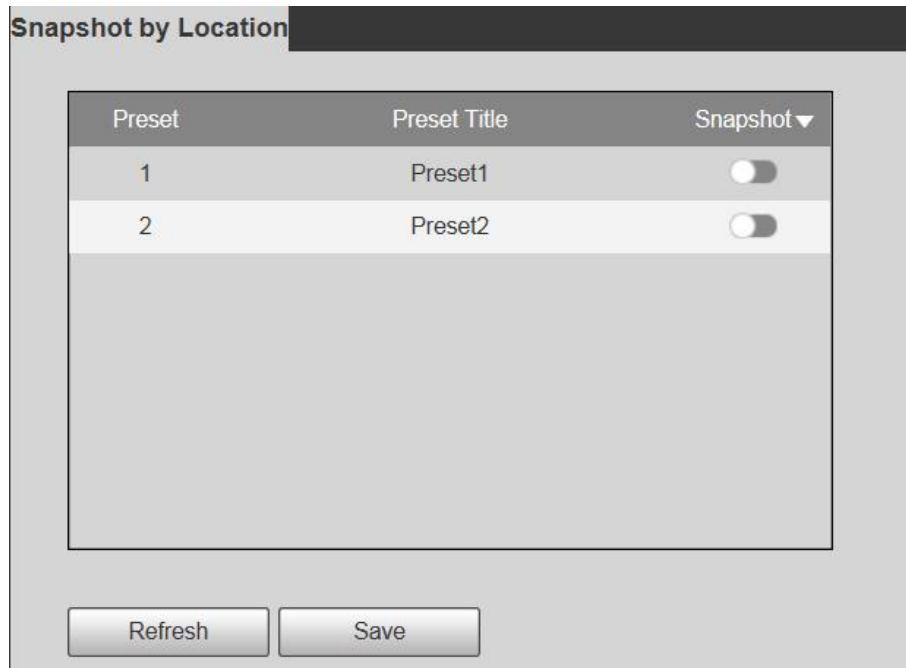 Snapshot by Location
Preset Preset Title Snapshot
1 Preset1
2 Preset2
Refresh Save